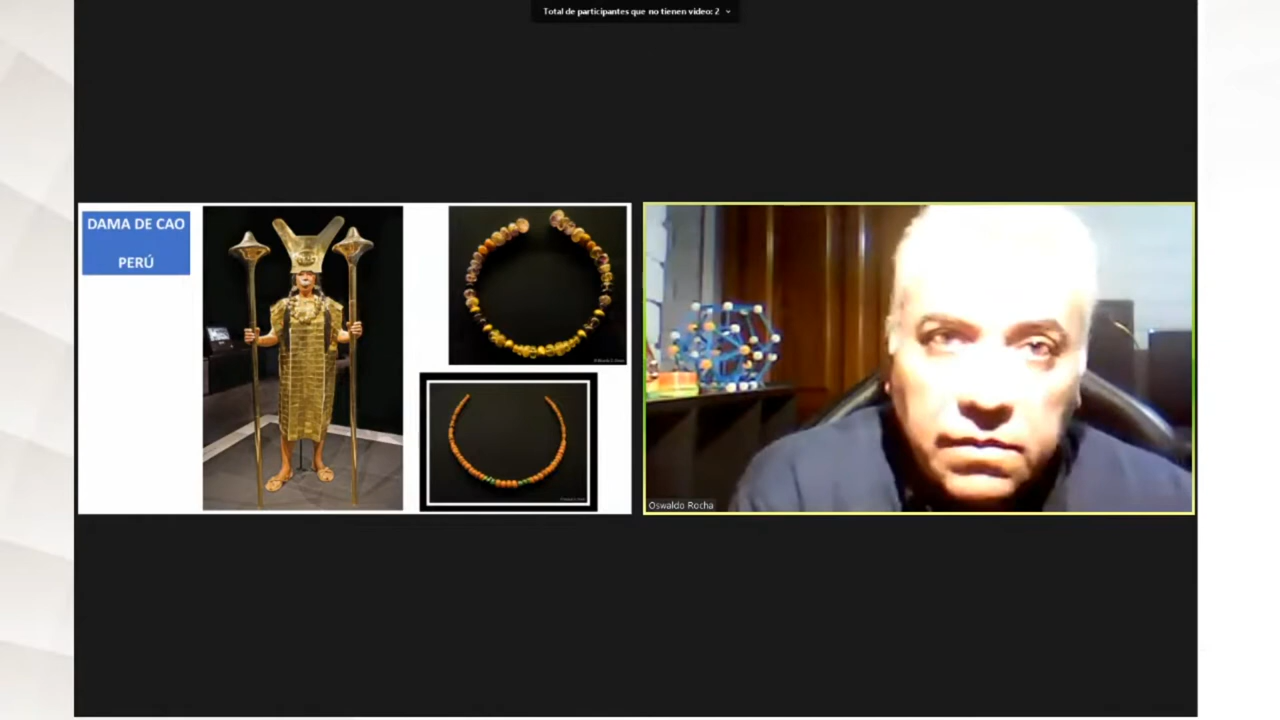 Total de participantes que no tienen video: 2
DAMA DE CAO
PERÚ
Oswaldo Rocha